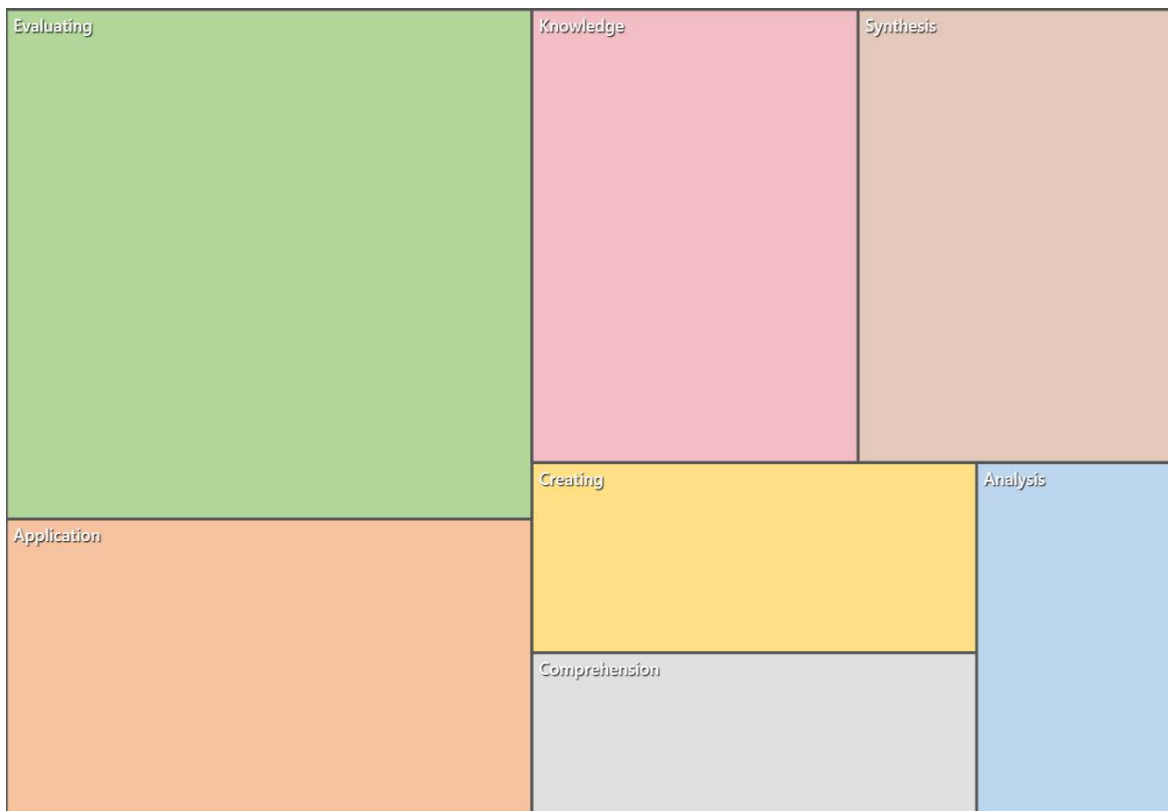 Evaluating
Knowledge
Synthesis
Application
Creating
Analysis
Comprehension